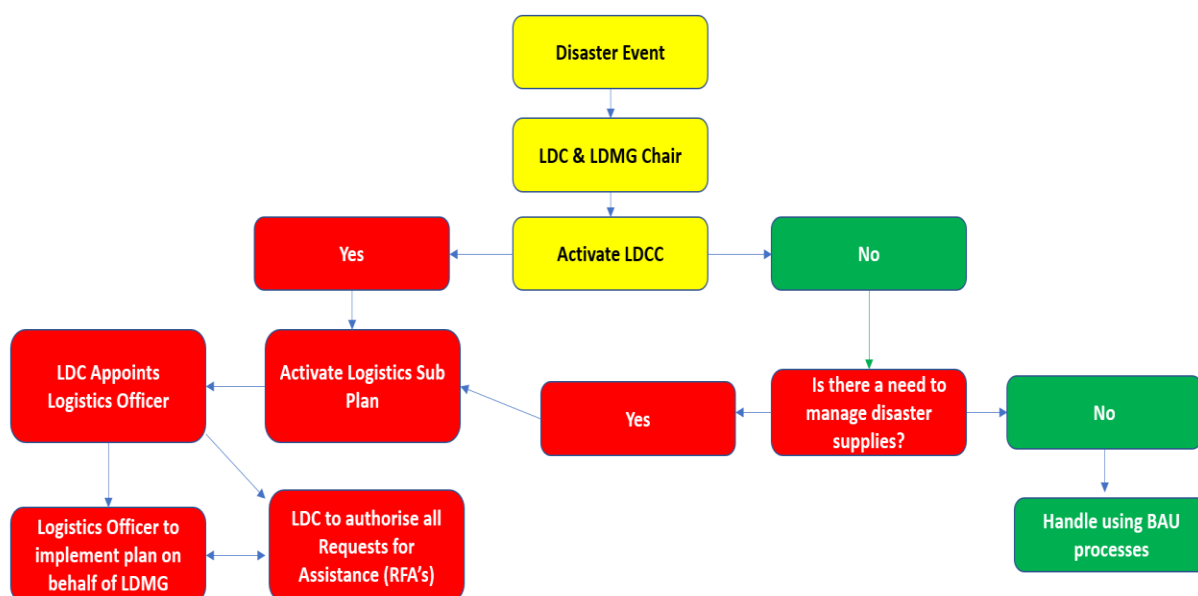 Disaster Event
LDC & LDMG Chair
Activate LDCC
Yes
No
LDC Appoints
Logistics Officer
Activate Logistics Sub
Plan
Yes
Is there a need to
manage disaster
supplies?
No
Logistics Officer to
implement plan on
behalf of LDMG
LDC to authorise all
Requests for
Assistance (RFA's)
Handle using BAU
processes